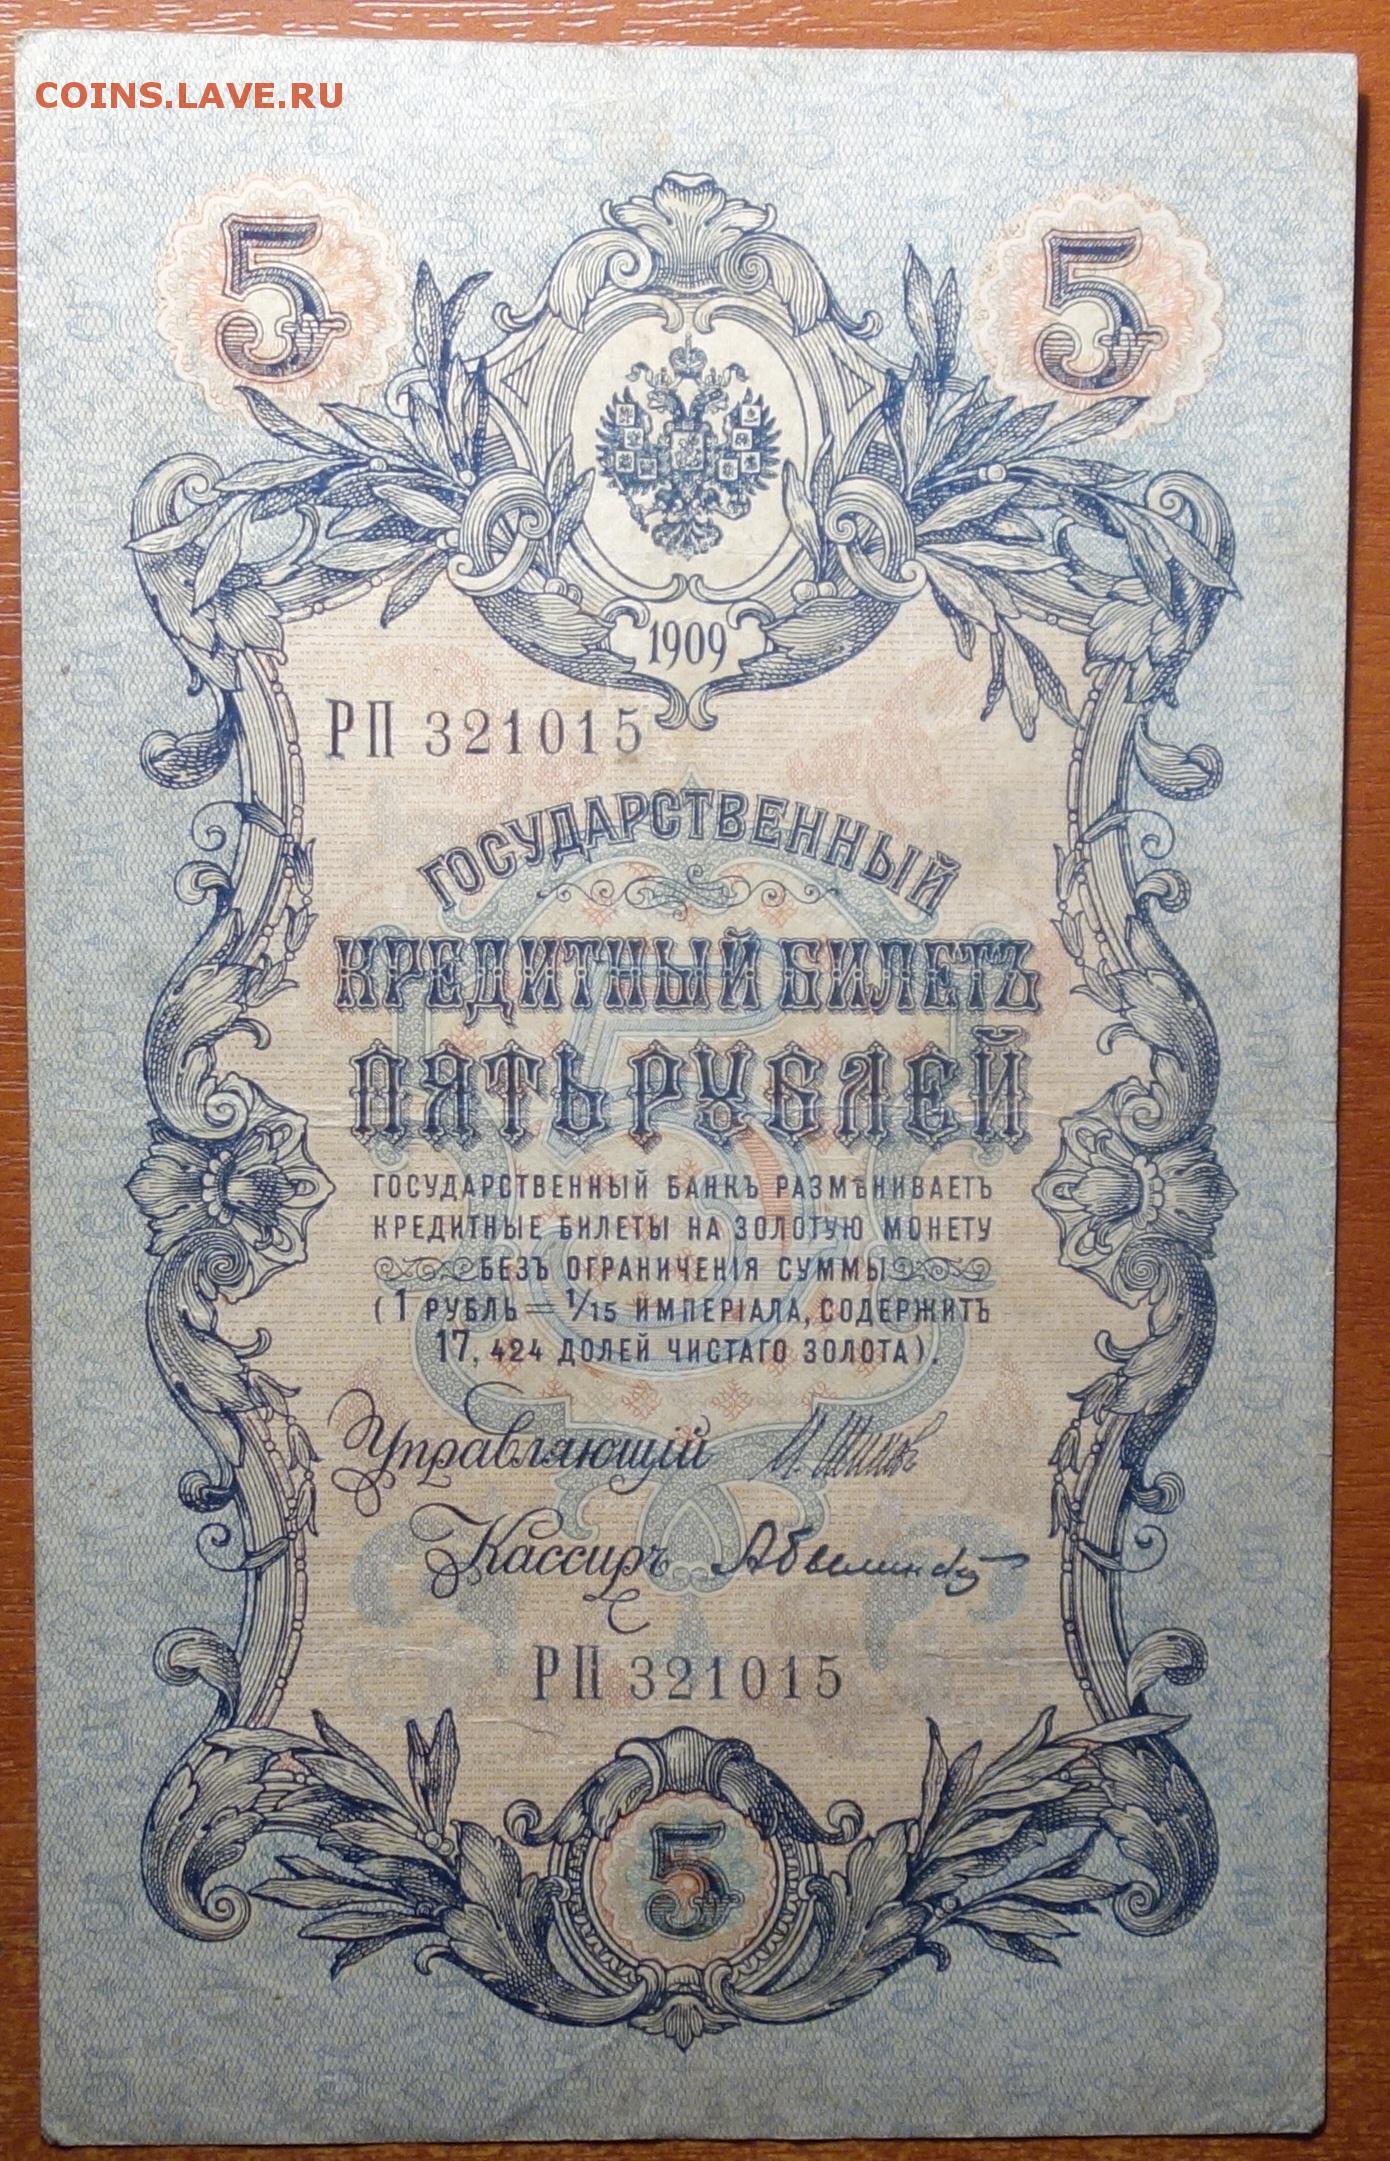 COINS.LAVE.RU
5 5
1909
РП 321015
ГОСУДАРСТВЕННЫЙ
КРЕДИТНЫЙ БИЛЕТЪ
ПЯТЬ РУБЛЕЙ
ГОСУДАРСТВЕННЫЙ БАНКЪ РАЗМѢНИВАЕТЪ
КРЕДИТНЫЕ БИЛЕТЫ НА ЗОЛОТУЮ МОНЕТУ
БЕЗЪ ОГРАНИЧЕНІЯ СУММЫ
(1 РУБЛЬ = 1/15 ИМПЕРІАЛА, СОДЕРЖИТЪ
17,424 ДОЛЕЙ ЧИСТАГО ЗОЛОТА).
Управляющій И. Шипов
Кассиръ
РП 321015
5